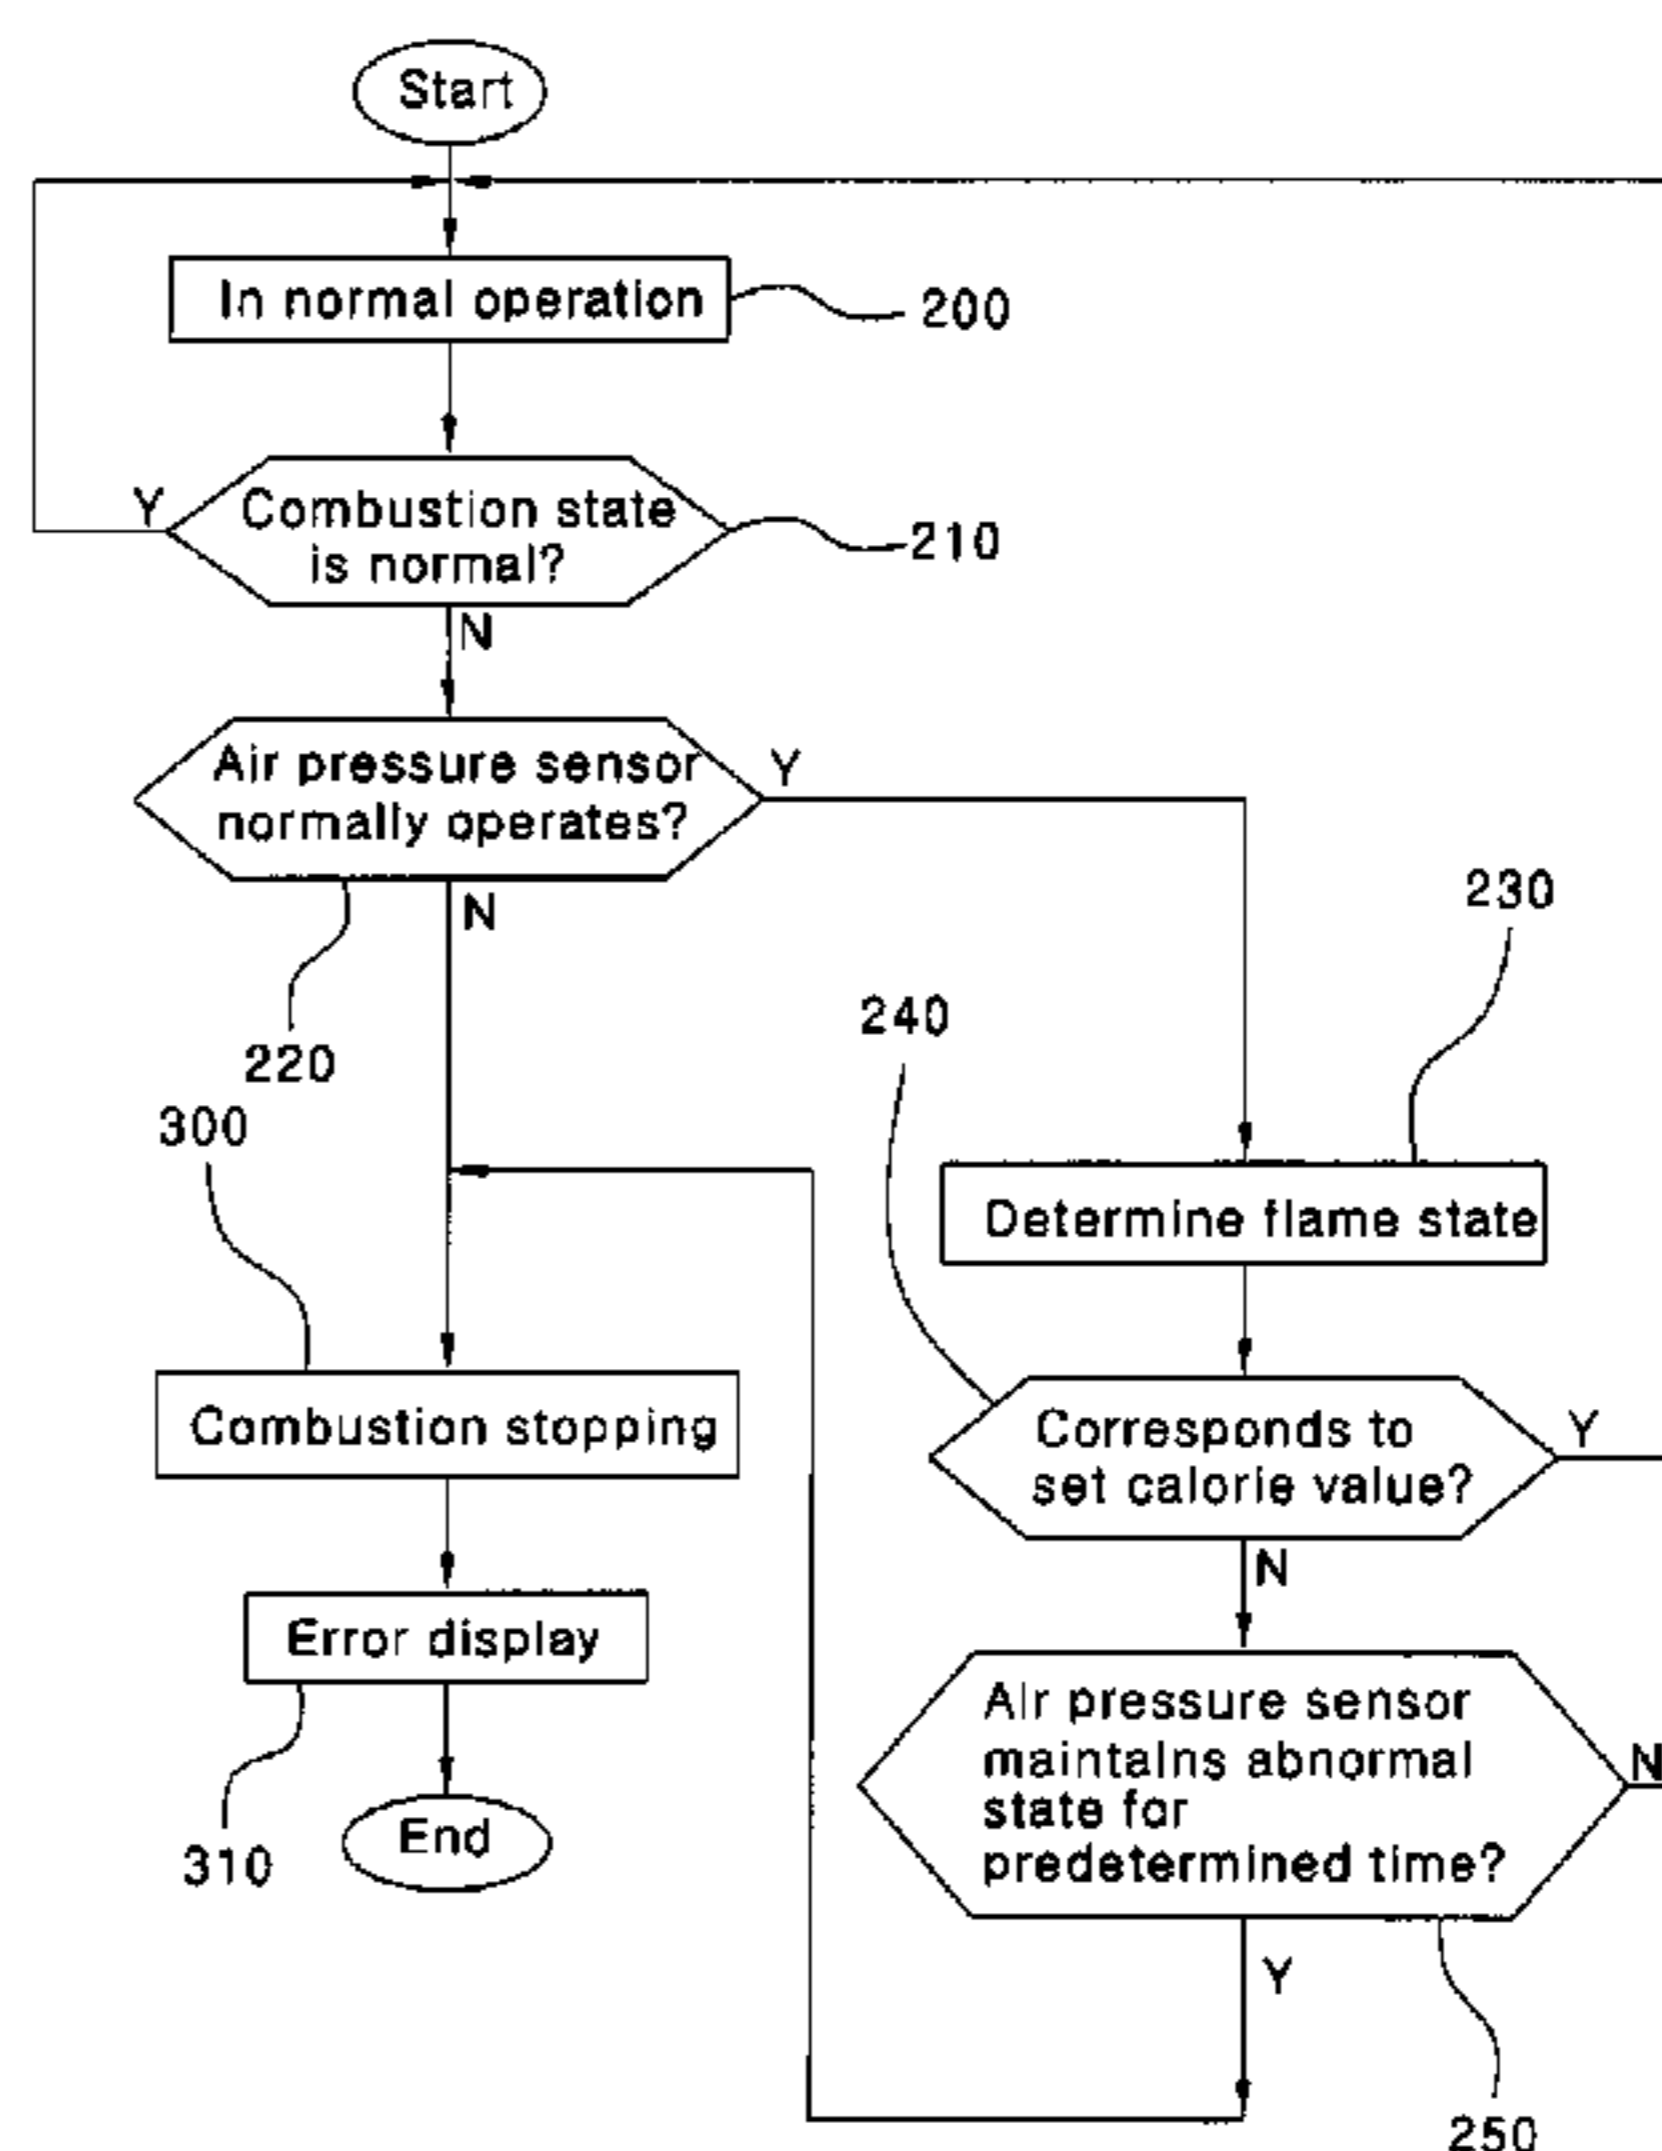 Start
In normal operation
200
Y
Combustion state
is normal?
210
N
Air pressure sensor
normally operates?
Y
N
220
230
240
300
Determine flame state
Combustion stopping
Corresponds to
set calorie value?
Y
N
Error display
310
End
Air pressure sensor
maintains abnormal
state for
predetermined time?
N
Y
250